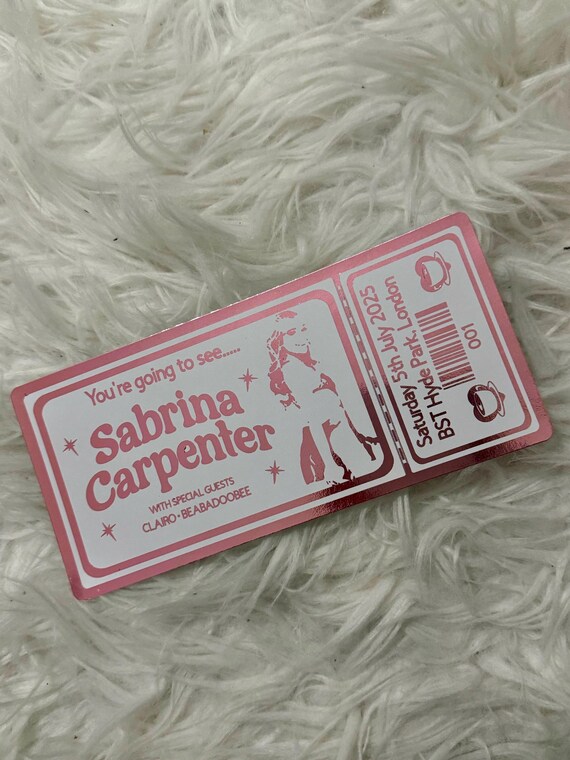 You're going to see.....
Sabrina
Carpenter
WITH SPECIAL GUESTS
CLAIRO • BEABADOOBEE
Saturday 5th July, 2025
BST Hyde Park, London
001